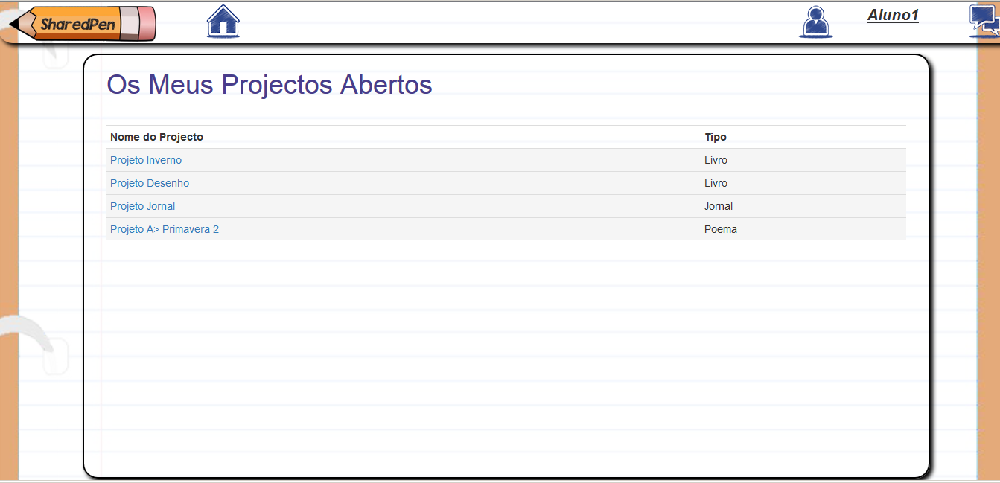 SharedPen
Aluno1
Os Meus Projectos Abertos
Nome do Projecto Tipo
Projeto Inverno Livro
Projeto Desenho Livro
Projeto Jornal Jornal
Projeto A> Primavera 2 Poema